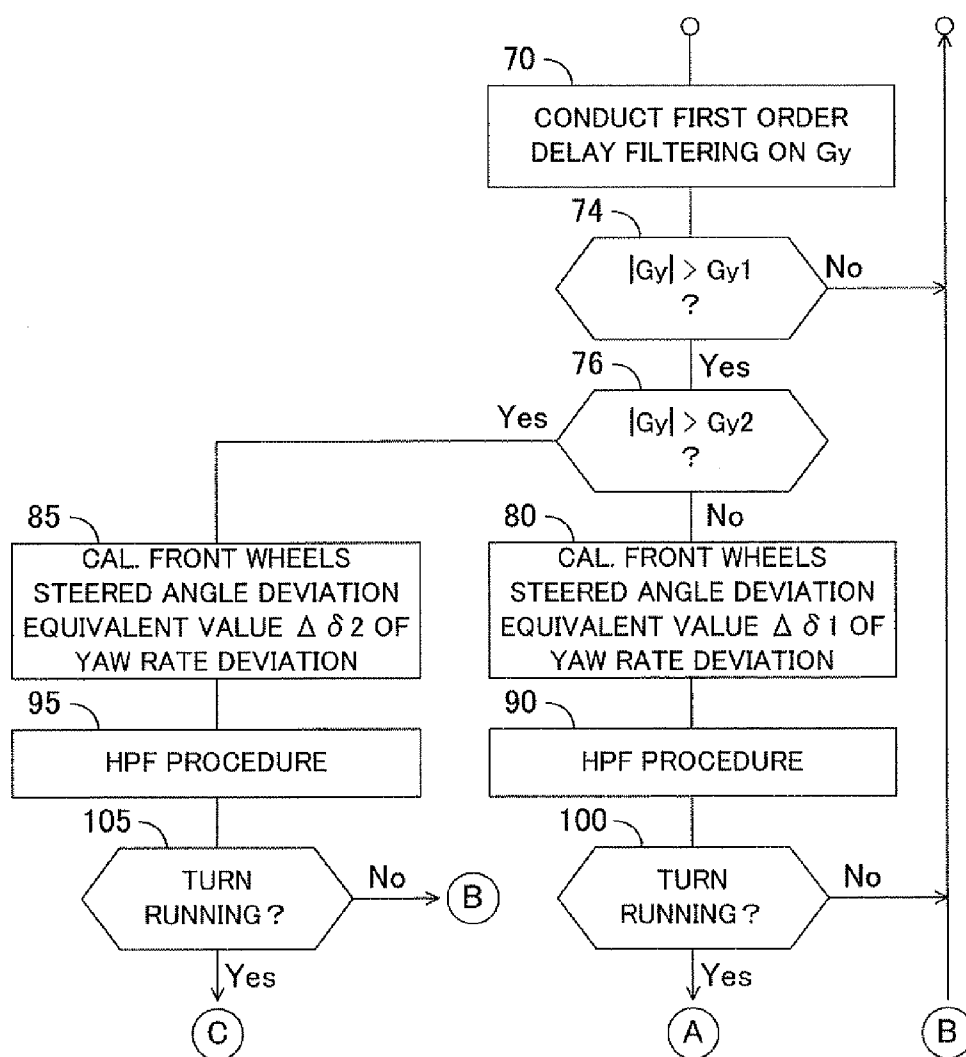 70
CONDUCT FIRST ORDER
DELAY FILTERING ON Gy
74
|Gy| > Gy1
?
No
Yes
76
|Gy| > Gy2
?
Yes
No
85
CAL. FRONT WHEELS
STEERED ANGLE DEVIATION
EQUIVALENT VALUE Δ δ 2 OF
YAW RATE DEVIATION
80
CAL. FRONT WHEELS
STEERED ANGLE DEVIATION
EQUIVALENT VALUE Δ δ 1 OF
YAW RATE DEVIATION
95
HPF PROCEDURE
90
HPF PROCEDURE
105
TURN
RUNNING?
No
B
Yes
C
100
TURN
RUNNING?
No
Yes
A
B